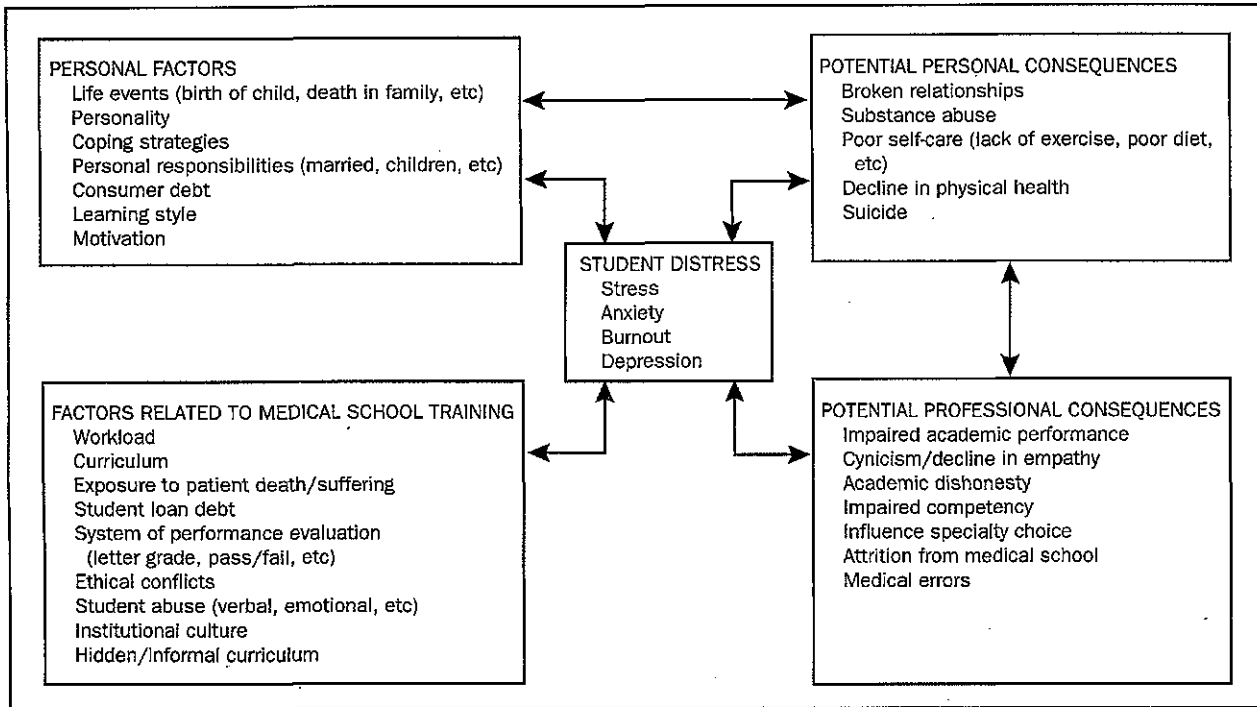 PERSONAL FACTORS
Life events (birth of child, death in family, etc)
Personality
Coping strategies
Personal responsibilities (married, children, etc)
Consumer debt
Learning style
Motivation
POTENTIAL PERSONAL CONSEQUENCES
Broken relationships
Substance abuse
Poor self-care (lack of exercise, poor diet,
etc)
Decline in physical health
Suicide
STUDENT DISTRESS
Stress
Anxiety
Burnout
Depression
FACTORS RELATED TO MEDICAL SCHOOL TRAINING
Workload
Curriculum
Exposure to patient death/suffering
Student loan debt
System of performance evaluation
(letter grade, pass/fail, etc)
Ethical conflicts
Student abuse (verbal, emotional, etc)
Institutional culture
Hidden/Informal curriculum
POTENTIAL PROFESSIONAL CONSEQUENCES
Impaired academic performance
Cynicism/decline in empathy
Academic dishonesty
Impaired competency
Influence specialty choice
Attrition from medical school
Medical errors